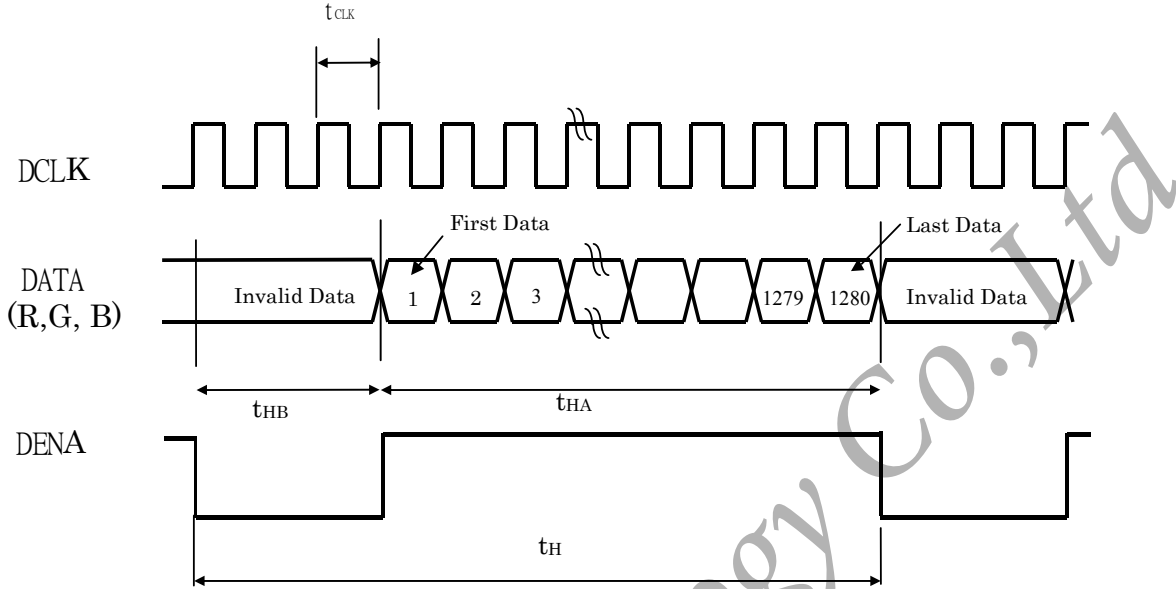 tCLK
DCLK
First Data
Last Data
DATA
(R,G, B)
Invalid Data
1
2
3
1279
1280
Invalid Data
tHB
tHA
DENA
tH
gy Co.,Ltd